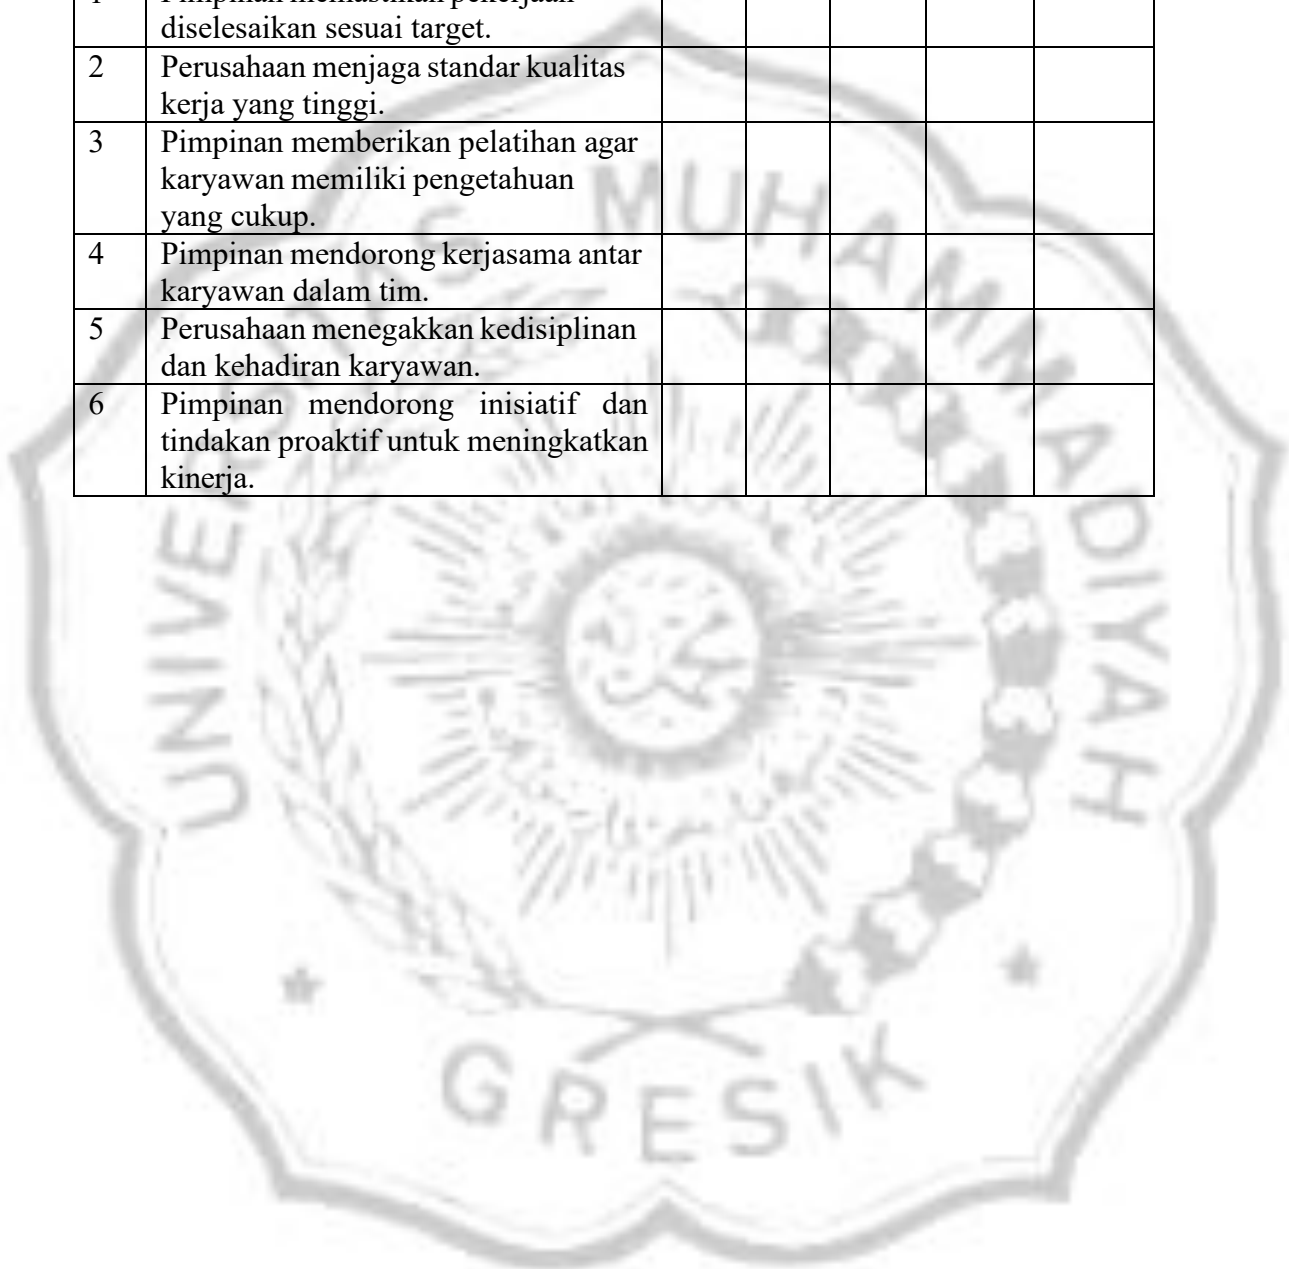 diselesaikan sesuai target.
2 Perusahaan menjaga standar kualitas
kerja yang tinggi.
3 Pimpinan memberikan pelatihan agar
karyawan memiliki pengetahuan
yang cukup.
4 Pimpinan mendorong kerjasama antar
karyawan dalam tim.
5 Perusahaan menegakkan kedisiplinan
dan kehadiran karyawan.
6 Pimpinan mendorong inisiatif dan
tindakan proaktif untuk meningkatkan
kinerja.
UNIVERSITAS MUHAMMADIYAH
GRESIK